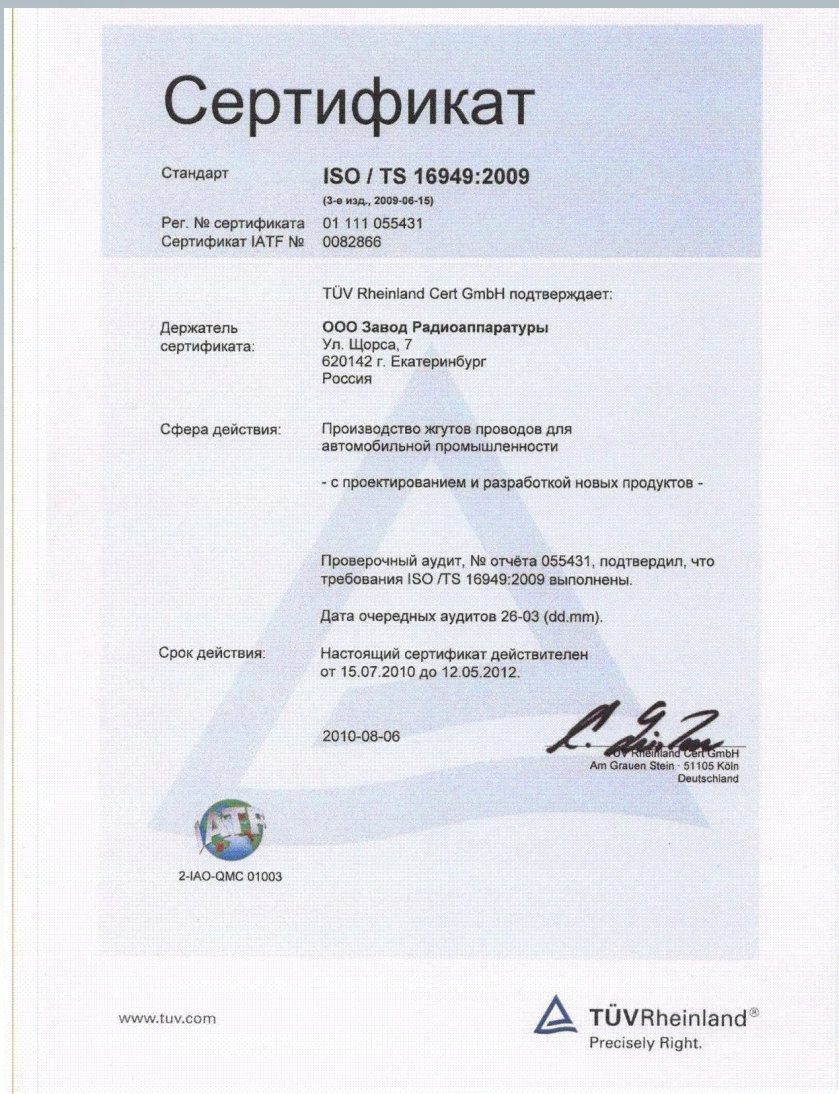 Сертификат
Стандарт ISO / TS 16949:2009
(3-е изд., 2009-06-15)
Рег. № сертификата 01 111 055431
Сертификат IATF № 0082866
TÜV Rheinland Cert GmbH подтверждает:
Держатель ООО Завод Радиоаппаратуры
сертификата: Ул. Щорса, 7
620142 г. Екатеринбург
Россия
Сфера действия: Производство жгутов проводов для
автомобильной промышленности
- с проектированием и разработкой новых продуктов -
Проверочный аудит, № отчёта 055431, подтвердил, что
требования ISO /TS 16949:2009 выполнены.
Дата очередных аудитов 26-03 (dd.mm).
Срок действия: Настоящий сертификат действителен
от 15.07.2010 до 12.05.2012.
2010-08-06
TÜV Rheinland Cert GmbH
Am Grauen Stein · 51105 Köln
Deutschland
IATF
2-IAO-QMC 01003
www.tuv.com
TÜVRheinland®
Precisely Right.